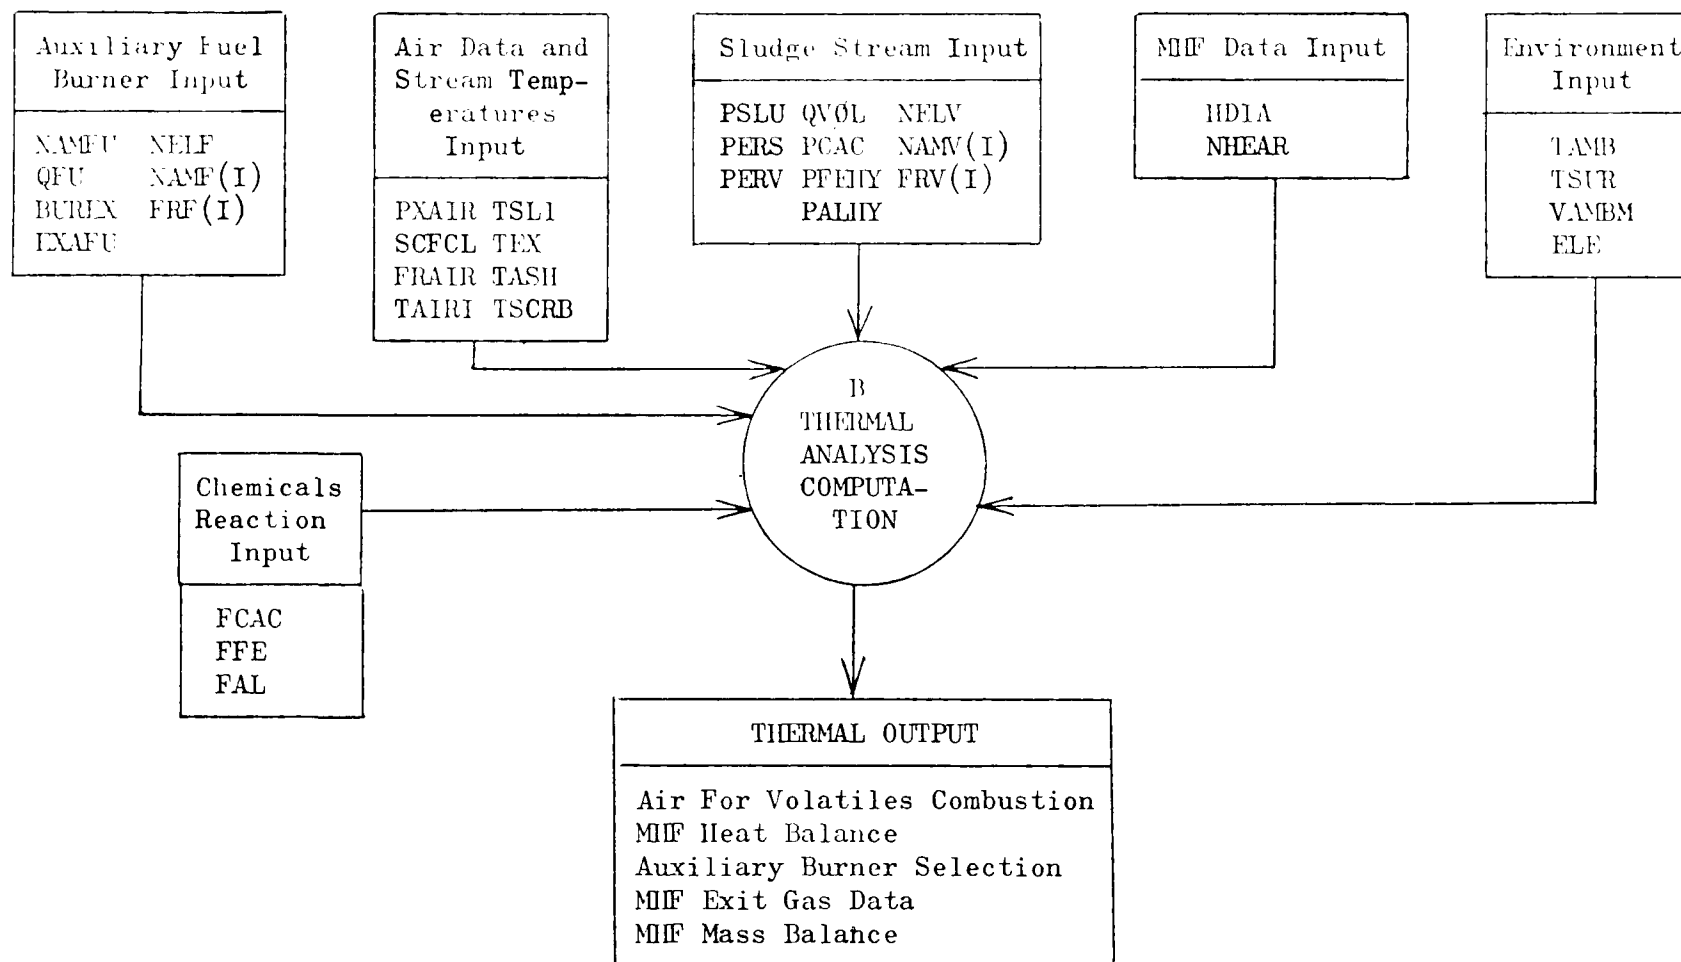 Auxiliary Fuel
Burner Input
NAMFU NELF
QFU NAMF(I)
BUREX FRF(I)
EXAFU
Air Data and
Stream Temp-
eratures
Input
PXAIR TSLI
SCFCL TEX
FRAIR TASH
TAIRI TSCRB
Sludge Stream Input
PSLU QVØL NELV
PERS PCAC NAMV(I)
PERV PFEHY FRV(I)
PALHY
MHF Data Input
HDIA
NHEAR
Environment
Input
TAMB
TSUR
VAMBM
ELE
Chemicals
Reaction
Input
FCAC
FFE
FAL
B
THERMAL
ANALYSIS
COMPUTA-
TION
THERMAL OUTPUT
Air For Volatiles Combustion
MHF Heat Balance
Auxiliary Burner Selection
MHF Exit Gas Data
MHF Mass Balance